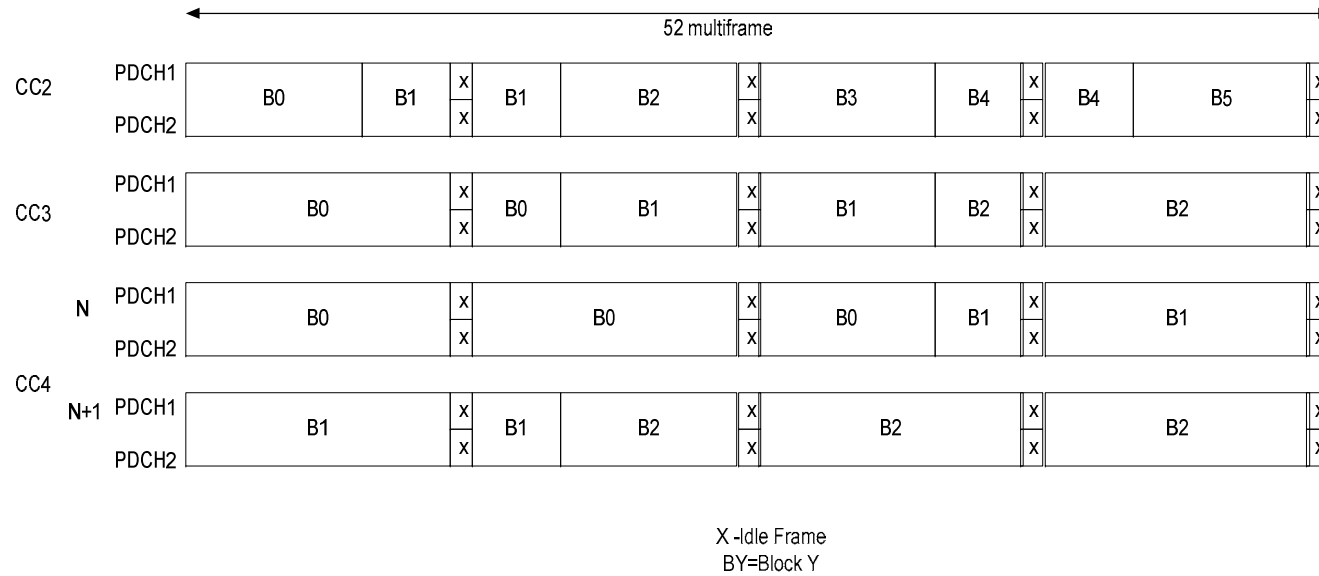 52 multiframe
CC2 PDCH1 B0 B1 X B1 B2 X B3 B4 X B4 B5 X
PDCH2 X X X X
CC3 PDCH1 B0 X B0 B1 X B1 B2 X B2 X
PDCH2 X X X X
N PDCH1 B0 X B0 X B0 B1 X B1 X
PDCH2 X X X X
CC4
N+1 PDCH1 B1 X B1 B2 X B2 X B2 X
PDCH2 X X X X
X -Idle Frame
BY=Block Y